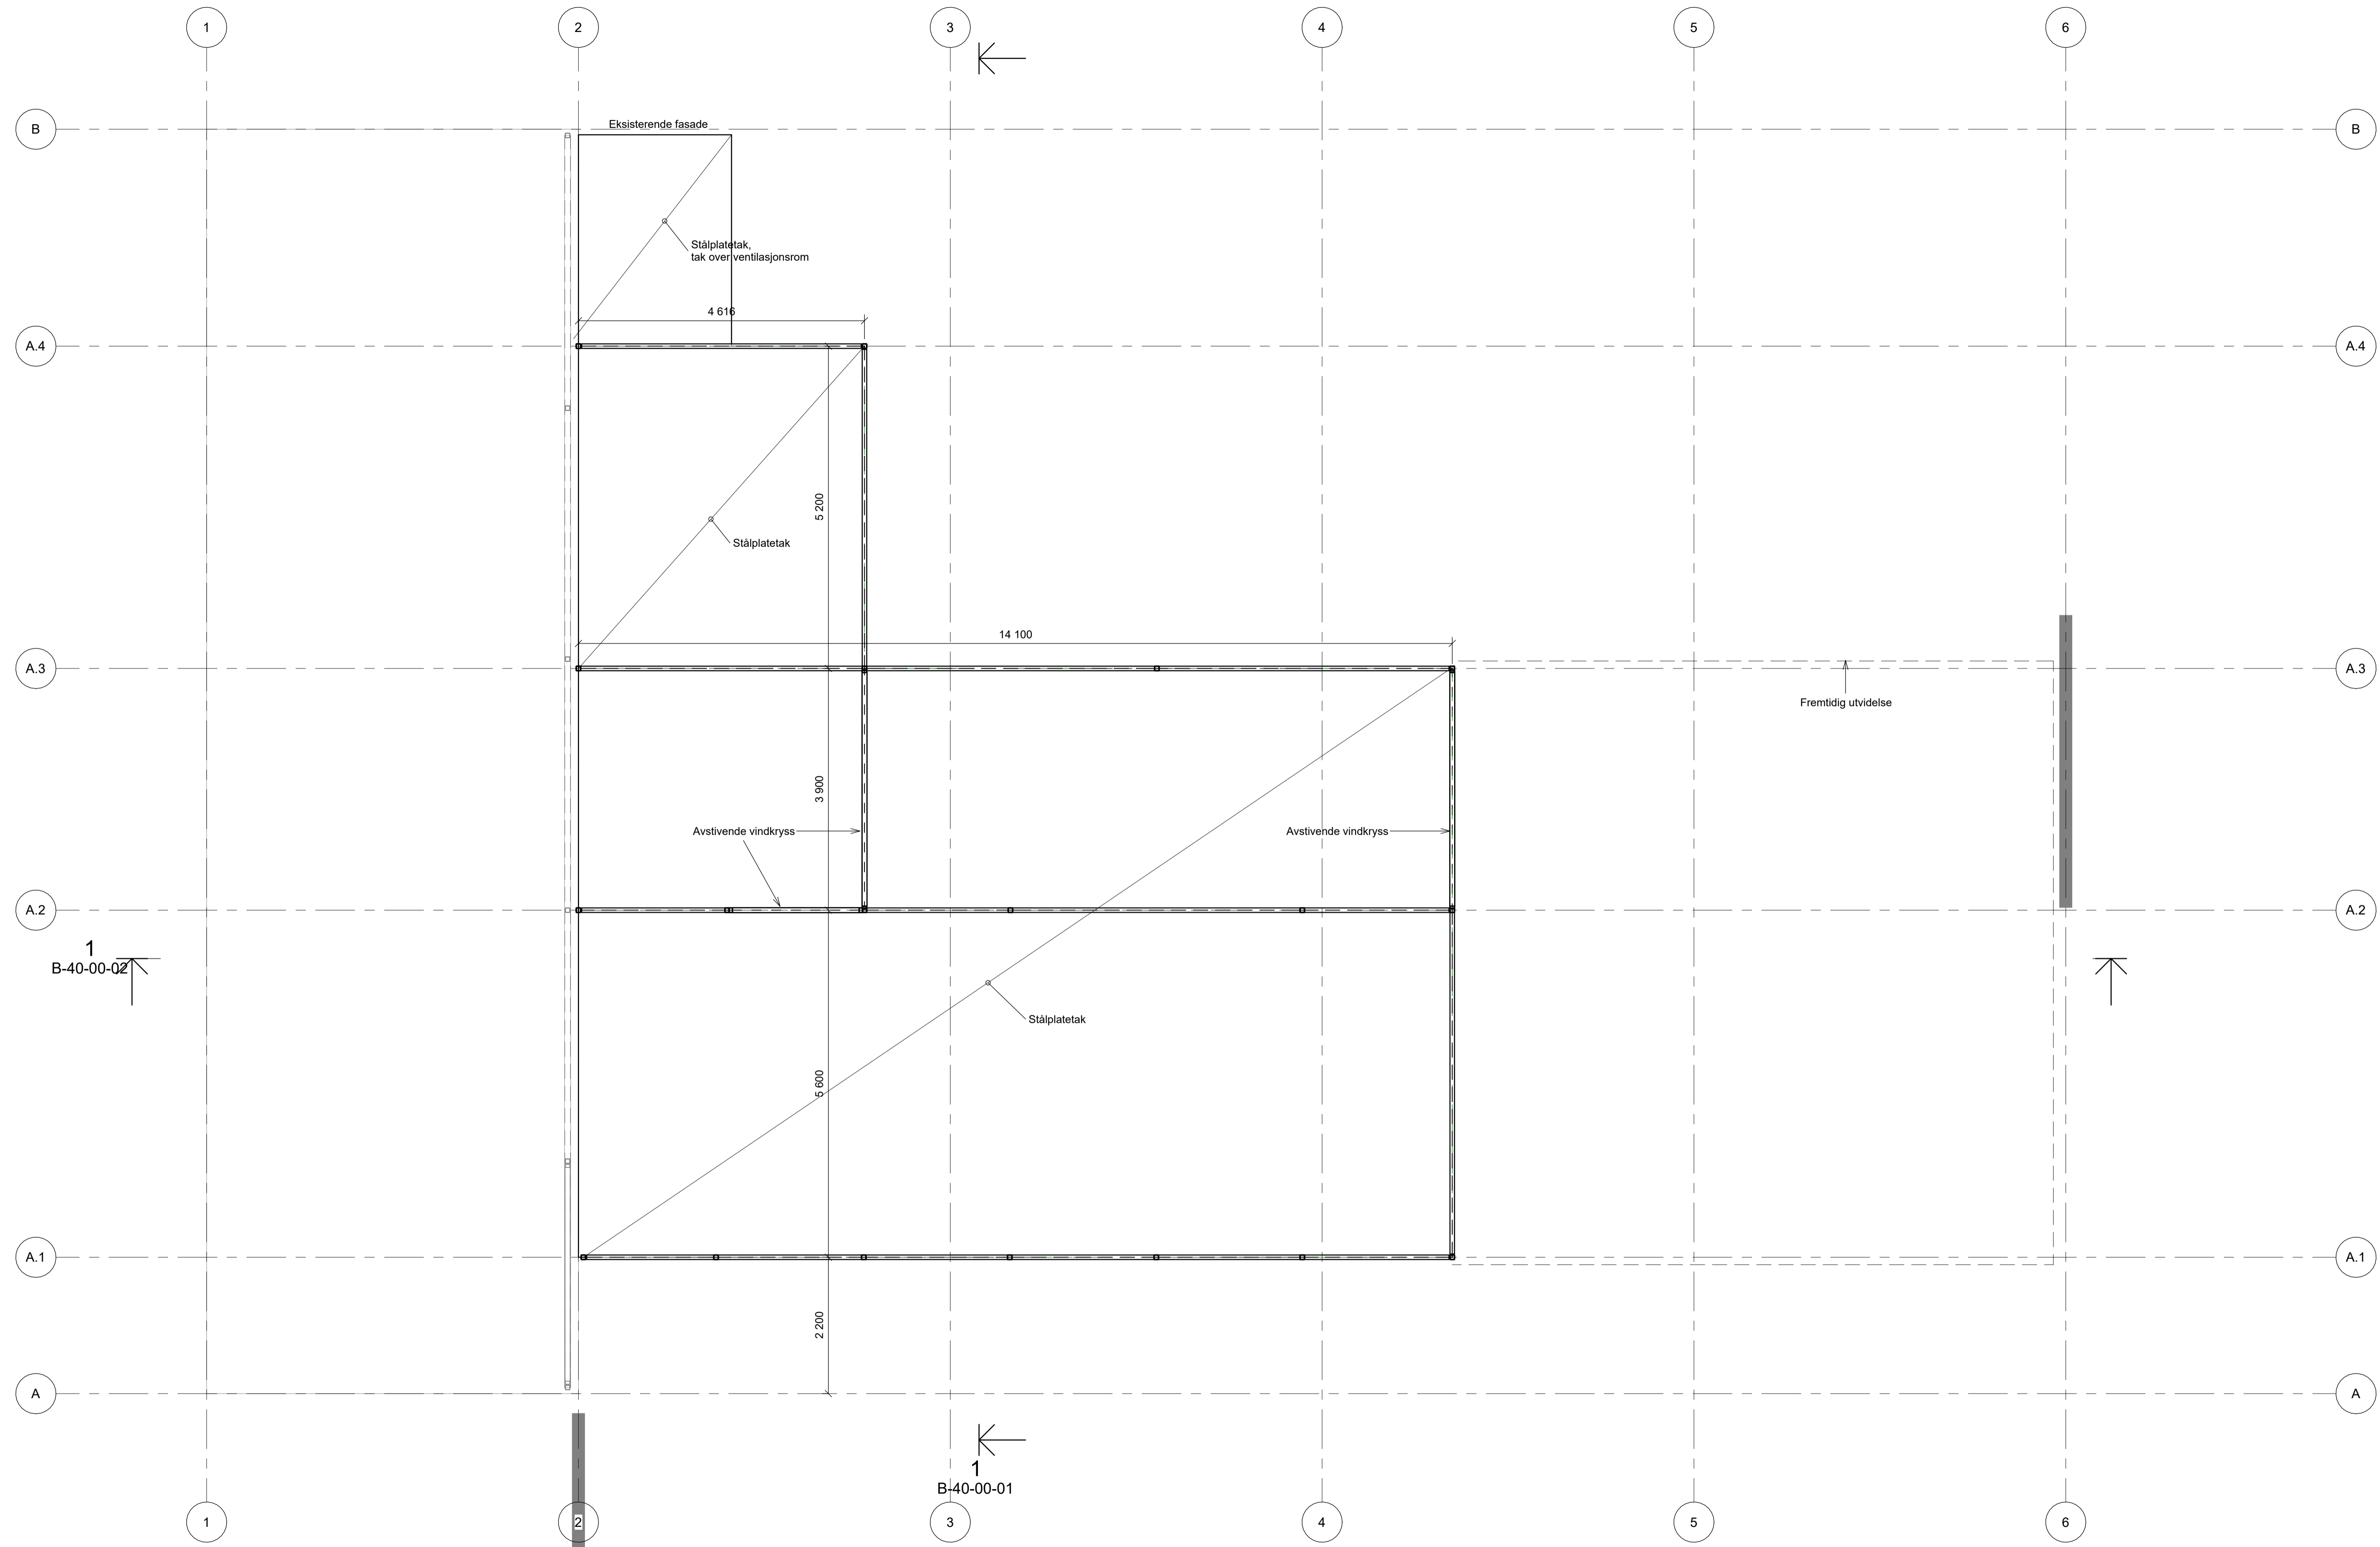 1
2
3
4
5
6
B
Eksisterende fasade
B
Stålplatetak,
tak over ventilasjonsrom
4 616
A.4
A.4
5 200
Stålplatetak
14 100
A.3
A.3
Fremtidig utvidelse
3 900
Avstivende vindkryss
Avstivende vindkryss
A.2
A.2
1
B-40-00-02
Stålplatetak
5 600
A.1
A.1
2 200
A
A
1
B-40-00-01
1
2
3
4
5
6